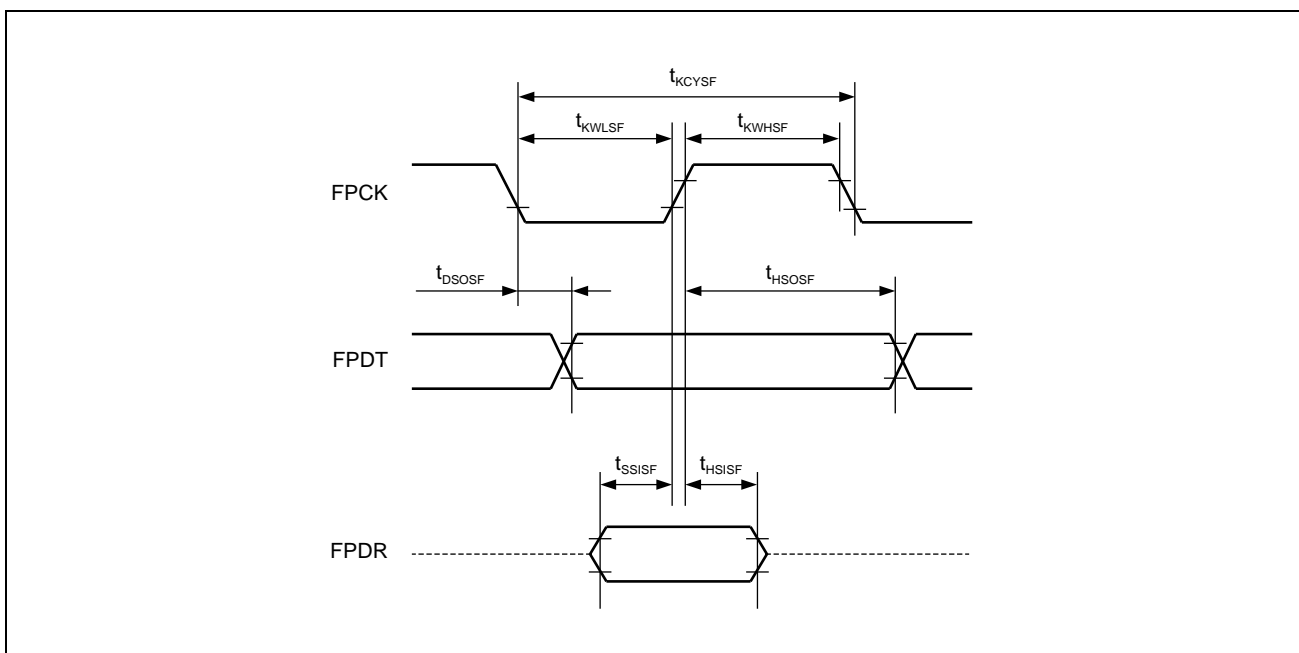 tKCYSF
tKWLSF tKWHSF
FPCK
tDSOSF tHSOSF
FPDT
tSSISF tHSISF
FPDR